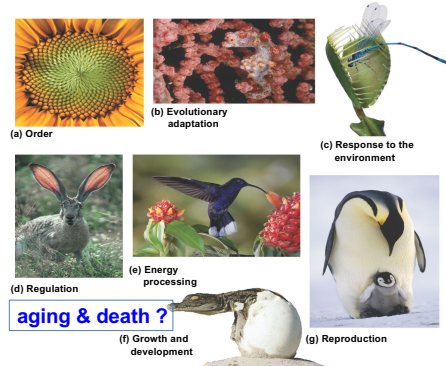 (a) Order
(b) Evolutionary
adaptation
(c) Response to the
environment
(d) Regulation
(e) Energy
processing
aging & death ?
(f) Growth and
development
(g) Reproduction